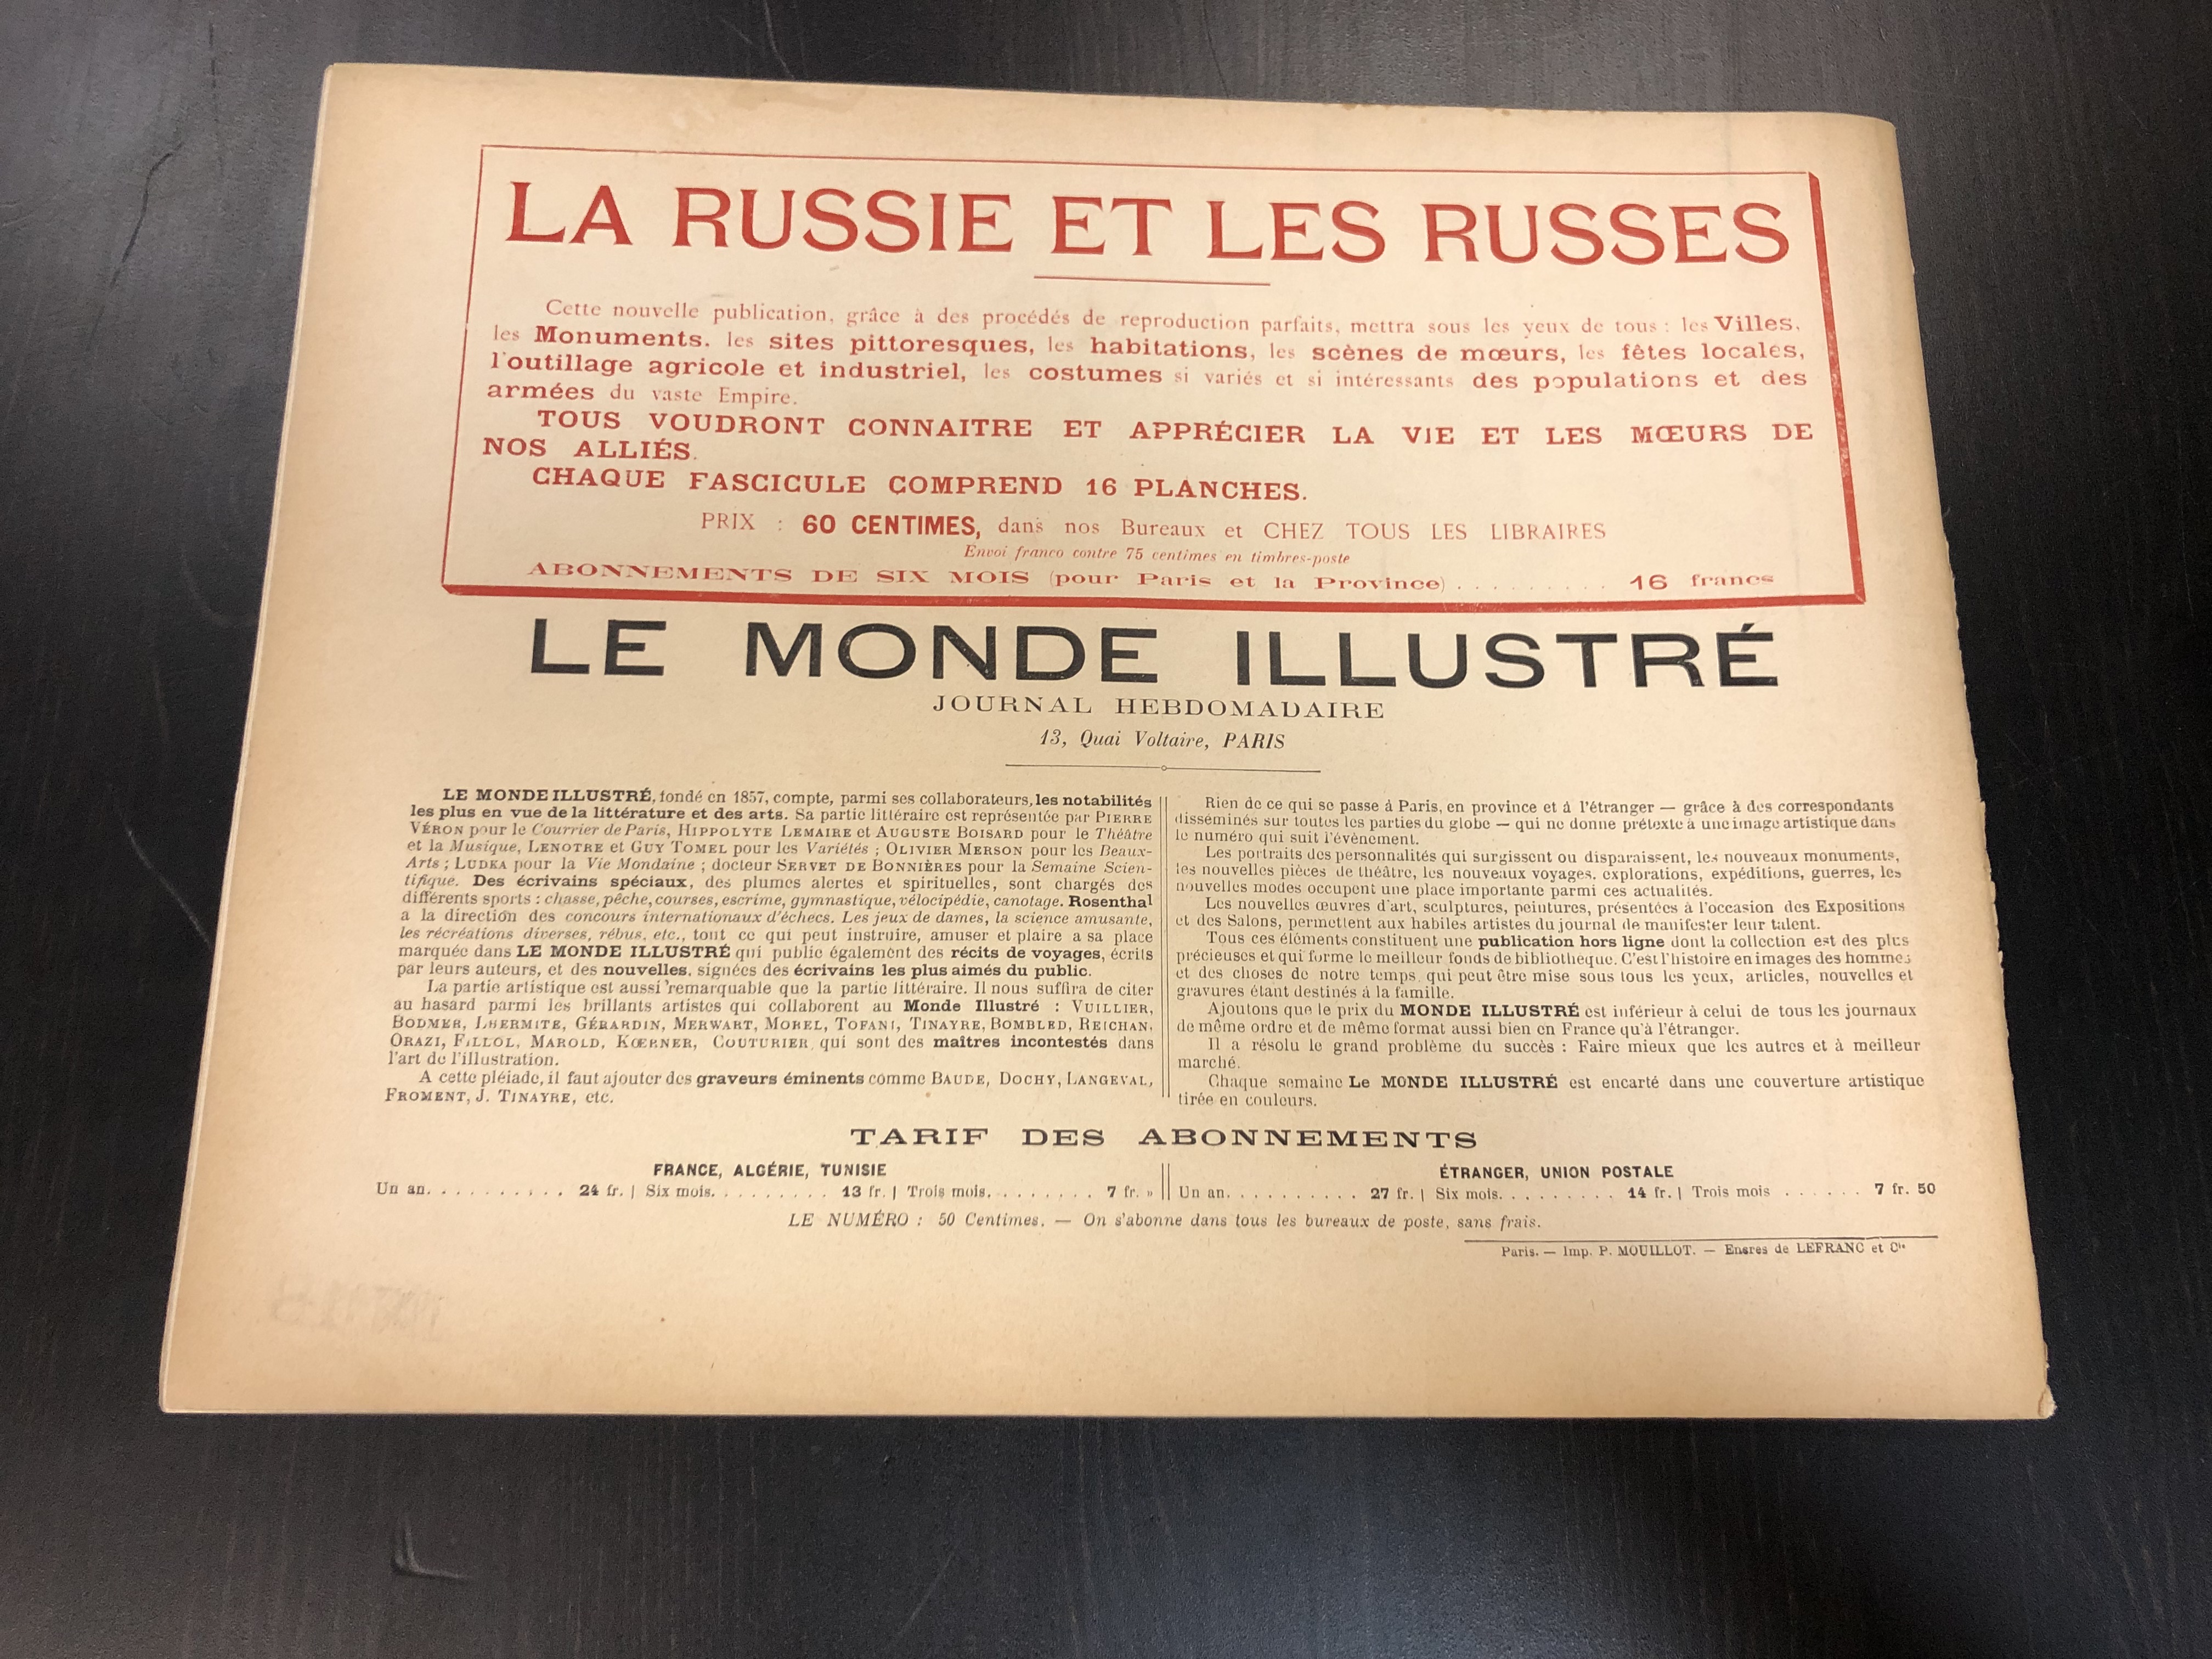 LA RUSSIE ET LES RUSSES
Cette nouvelle publication, grâce à des procédés de reproduction parfaits, mettra sous les yeux de tous : les Villes,
les Monuments, les sites pittoresques, les habitations, les scènes de mœurs, les fêtes locales,
l'outillage agricole et industriel, les costumes si variés et si intéressants des populations et des
armées du vaste Empire.
TOUS VOUDRONT CONNAITRE ET APPRÉCIER LA VIE ET LES MŒURS DE
NOS ALLIÉS.
CHAQUE FASCICULE COMPREND 16 PLANCHES.
PRIX : 60 CENTIMES, dans nos Bureaux et CHEZ TOUS LES LIBRAIRES
Envoi franco contre 75 centimes en timbres-poste
ABONNEMENTS DE SIX MOIS (pour Paris et la Province) . . . . . . . . . 16 francs
LE MONDE ILLUSTRÉ
JOURNAL HEBDOMADAIRE
13, Quai Voltaire, PARIS
LE MONDE ILLUSTRÉ, fondé en 1857, compte, parmi ses collaborateurs, les notabilités
les plus en vue de la littérature et des arts. Sa partie littéraire est représentée par PIERRE
VÉRON pour le Courrier de Paris, HIPPOLYTE LEMAIRE et AUGUSTE BOISARD pour le Théâtre
et la Musique, LENOTRE et GUY TOMEL pour les Variétés ; OLIVIER MERSON pour les Beaux-
Arts ; LUDKA pour la Vie Mondaine ; docteur SERVET DE BONNIÈRES pour la Semaine Scien-
tifique. Des écrivains spéciaux, des plumes alertes et spirituelles, sont chargés des
différents sports : chasse, pêche, courses, escrime, gymnastique, vélocipédie, canotage. Rosenthal
a la direction des concours internationaux d'échecs. Les jeux de dames, la science amusante,
les récréations diverses, rébus, etc., tout ce qui peut instruire, amuser et plaire a sa place
marquée dans LE MONDE ILLUSTRÉ qui publie également des récits de voyages, écrits
par leurs auteurs, et des nouvelles, signées des écrivains les plus aimés du public.
La partie artistique est aussi remarquable que la partie littéraire. Il nous suffira de citer
au hasard parmi les brillants artistes qui collaborent au Monde Illustré : VUILLIER,
BODMER, LHERMITE, GÉRARDIN, MERWART, MOREL, TOFANI, TINAYRE, BOMBLED, REICHAN,
ORAZI, FILLOL, MAROLD, KŒRNER, COUTURIER, qui sont des maîtres incontestés dans
l'art de l'illustration.
A cette pléiade, il faut ajouter des graveurs éminents comme BAUDE, DOCHY, LANGEVAL,
FROMENT, J. TINAYRE, etc.
Rien de ce qui se passe à Paris, en province et à l'étranger — grâce à des correspondants
disséminés sur toutes les parties du globe — qui ne donne prétexte à une image artistique dans
le numéro qui suit l'évènement.
Les portraits des personnalités qui surgissent ou disparaissent, les nouveaux monuments,
les nouvelles pièces de théâtre, les nouveaux voyages, explorations, expéditions, guerres, les
nouvelles modes occupent une place importante parmi ces actualités.
Les nouvelles œuvres d'art, sculptures, peintures, présentées à l'occasion des Expositions
et des Salons, permettent aux habiles artistes du journal de manifester leur talent.
Tous ces éléments constituent une publication hors ligne dont la collection est des plus
précieuses et qui forme le meilleur fonds de bibliothèque. C'est l'histoire en images des hommes
et des choses de notre temps qui peut être mise sous tous les yeux, articles, nouvelles et
gravures étant destinés à la famille.
Ajoutons que le prix du MONDE ILLUSTRÉ est inférieur à celui de tous les journaux
de même ordre et de même format aussi bien en France qu'à l'étranger.
Il a résolu le grand problème du succès : Faire mieux que les autres et à meilleur
marché.
Chaque semaine Le MONDE ILLUSTRÉ est encarté dans une couverture artistique
tirée en couleurs.
TARIF DES ABONNEMENTS
FRANCE, ALGÉRIE, TUNISIE
Un an. . . . . . . . . . 24 fr. | Six mois. . . . . . . . . 13 fr. | Trois mois. . . . . . . . 7 fr. »
ÉTRANGER, UNION POSTALE
Un an. . . . . . . . . . 27 fr. | Six mois. . . . . . . . . 14 fr. | Trois mois . . . . . . 7 fr. 50
LE NUMÉRO : 50 Centimes. — On s'abonne dans tous les bureaux de poste, sans frais.
Paris. — Imp. P. MOUILLOT. — Encres de LEFRANC et Cie